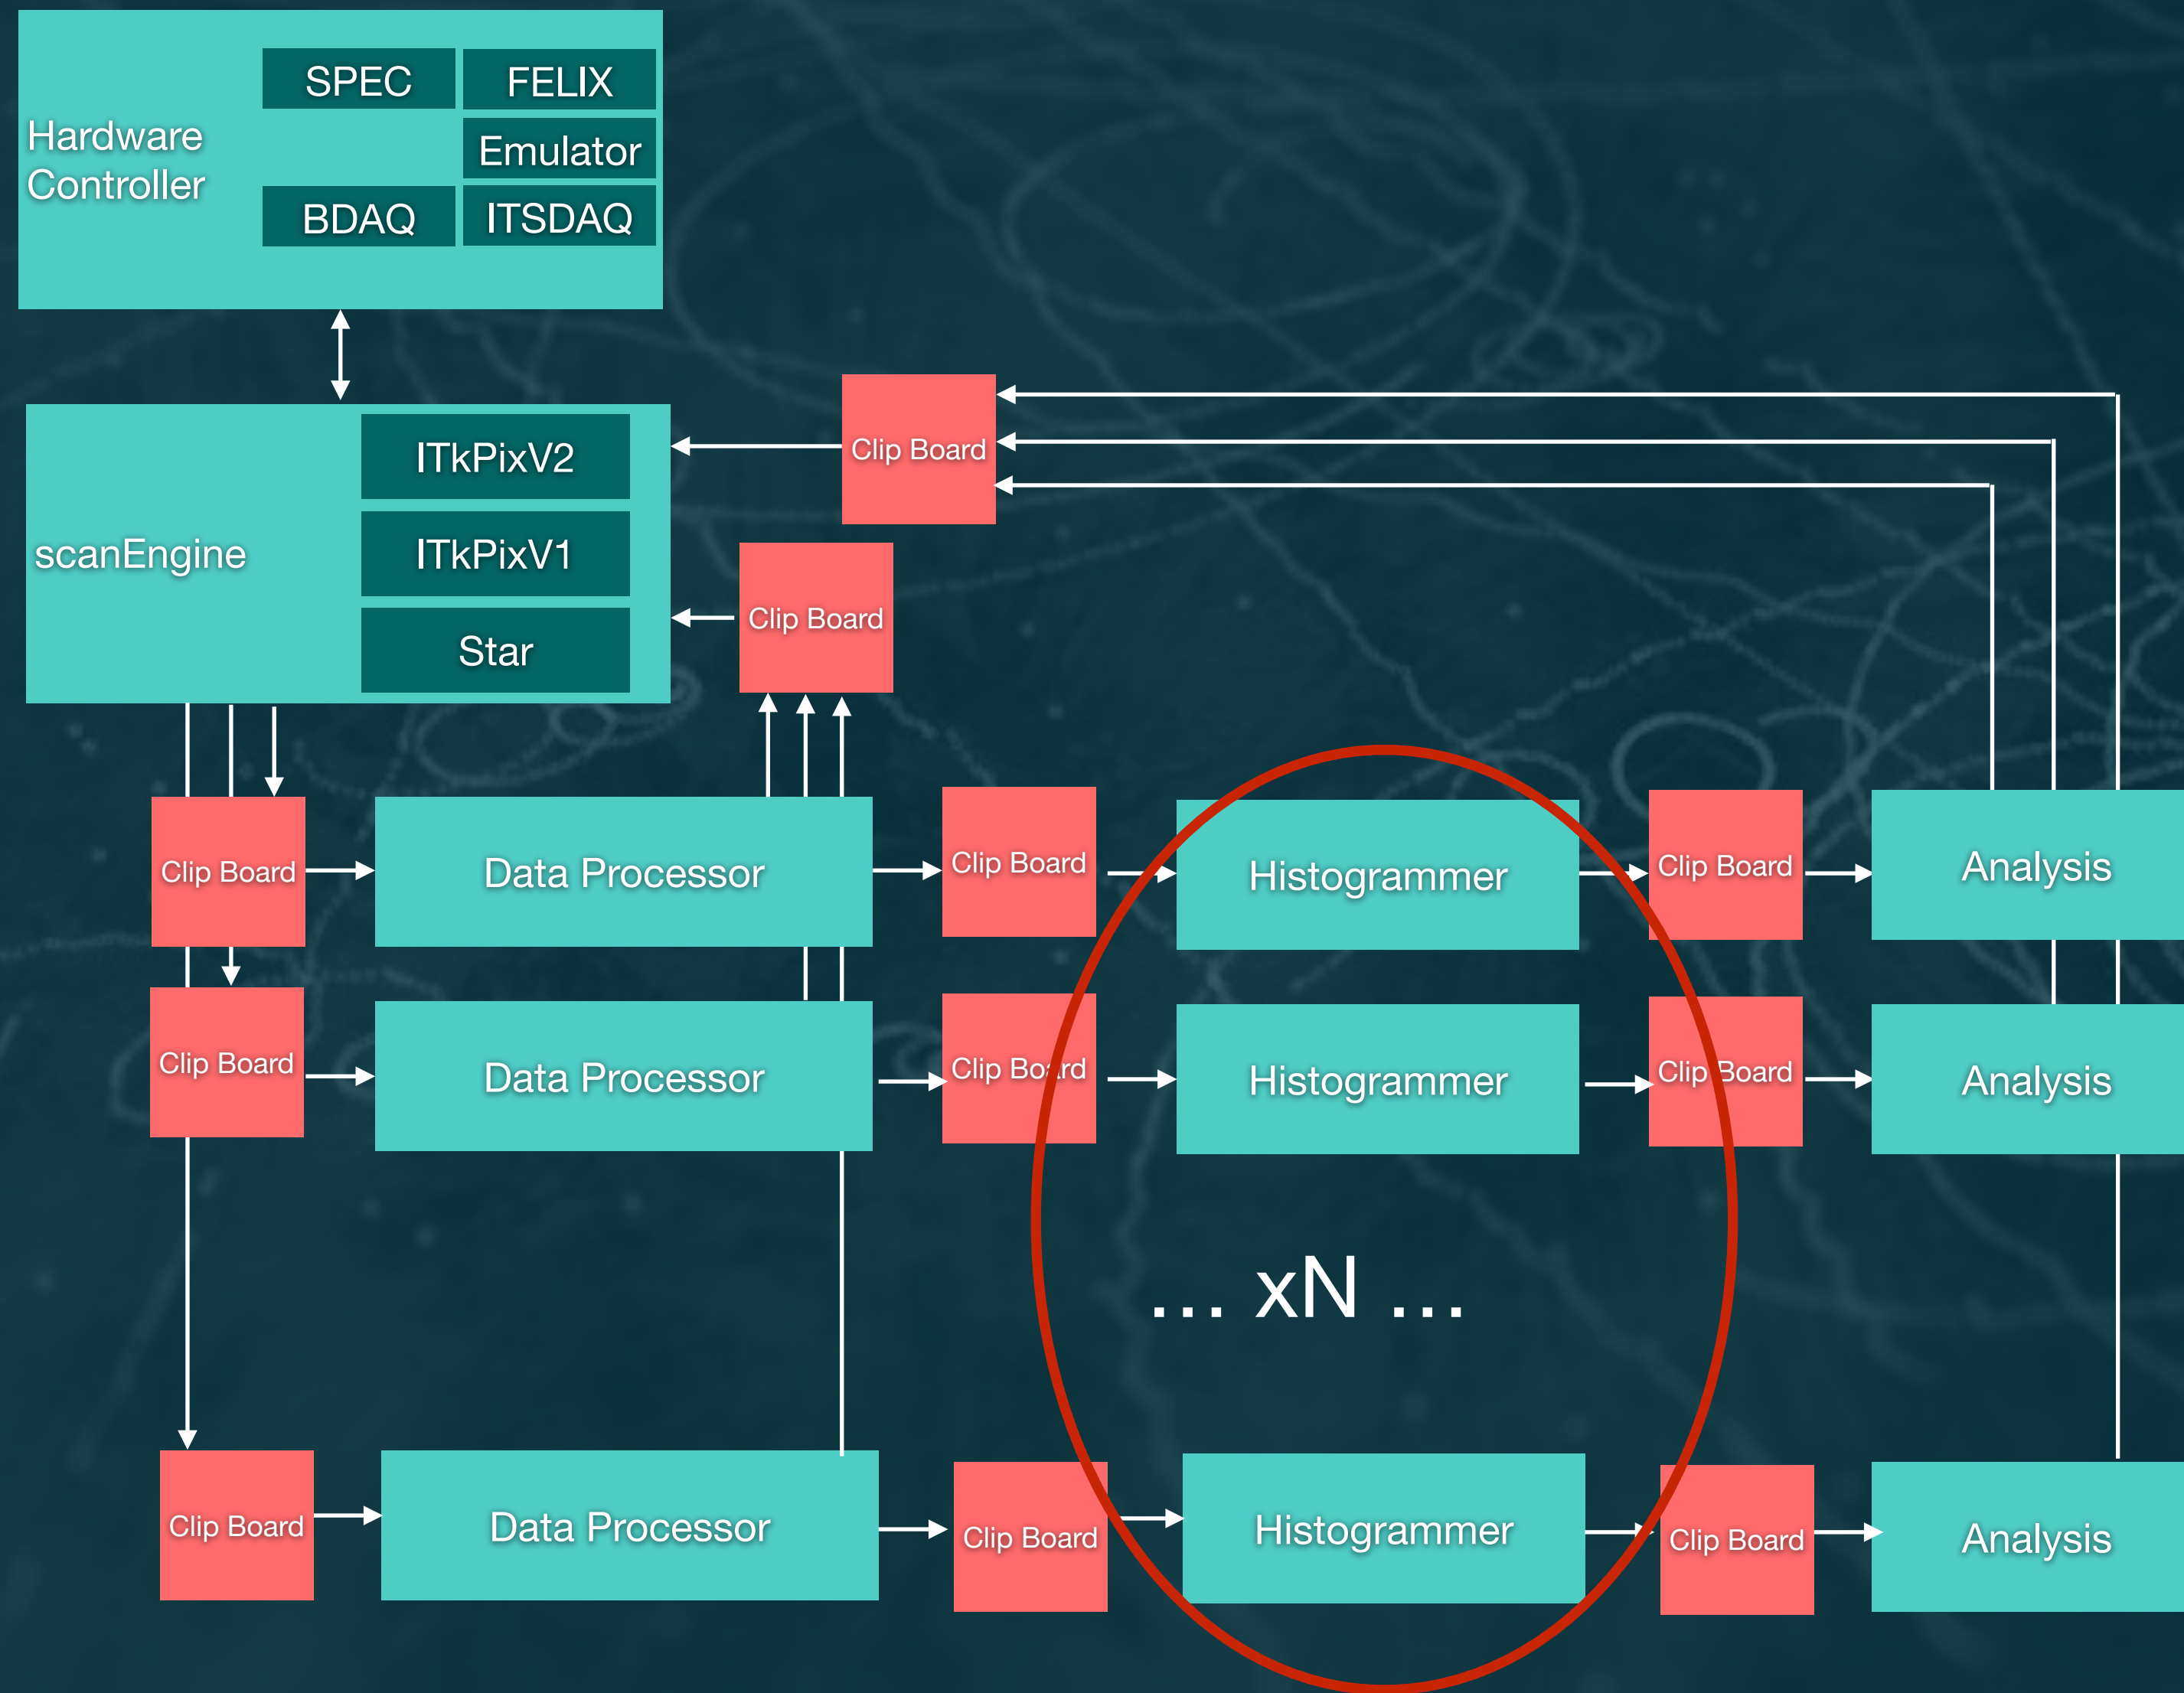 SPEC
FELIX
Hardware
Controller
Emulator
BDAQ
ITSDAQ
scanEngine
ITkPixV2
ITkPixV1
Star
Clip Board
Clip Board
Clip Board
Data Processor
Clip Board
Histogrammer
Clip Board
Analysis
Clip Board
Data Processor
Clip Board
Histogrammer
Clip Board
Analysis
... xN ...
Clip Board
Data Processor
Clip Board
Histogrammer
Clip Board
Analysis